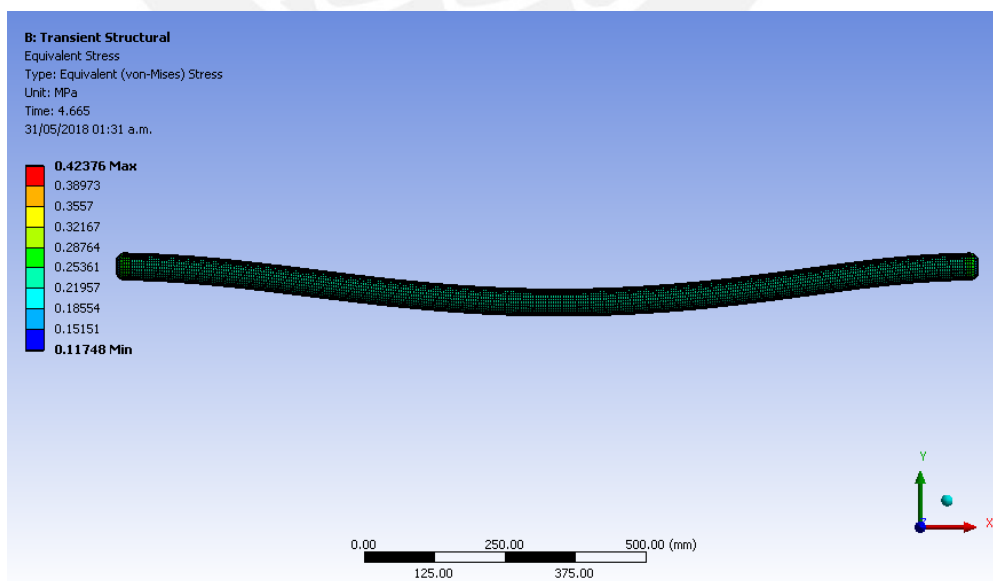 B: Transient Structural
Equivalent Stress
Type: Equivalent (von-Mises) Stress
Unit: MPa
Time: 4.665
31/05/2018 01:31 a.m.
0.42376 Max
0.38973
0.3557
0.32167
0.28764
0.25361
0.21957
0.18554
0.15151
0.11748 Min
Y
X
0.00 250.00 500.00 (mm)
125.00 375.00